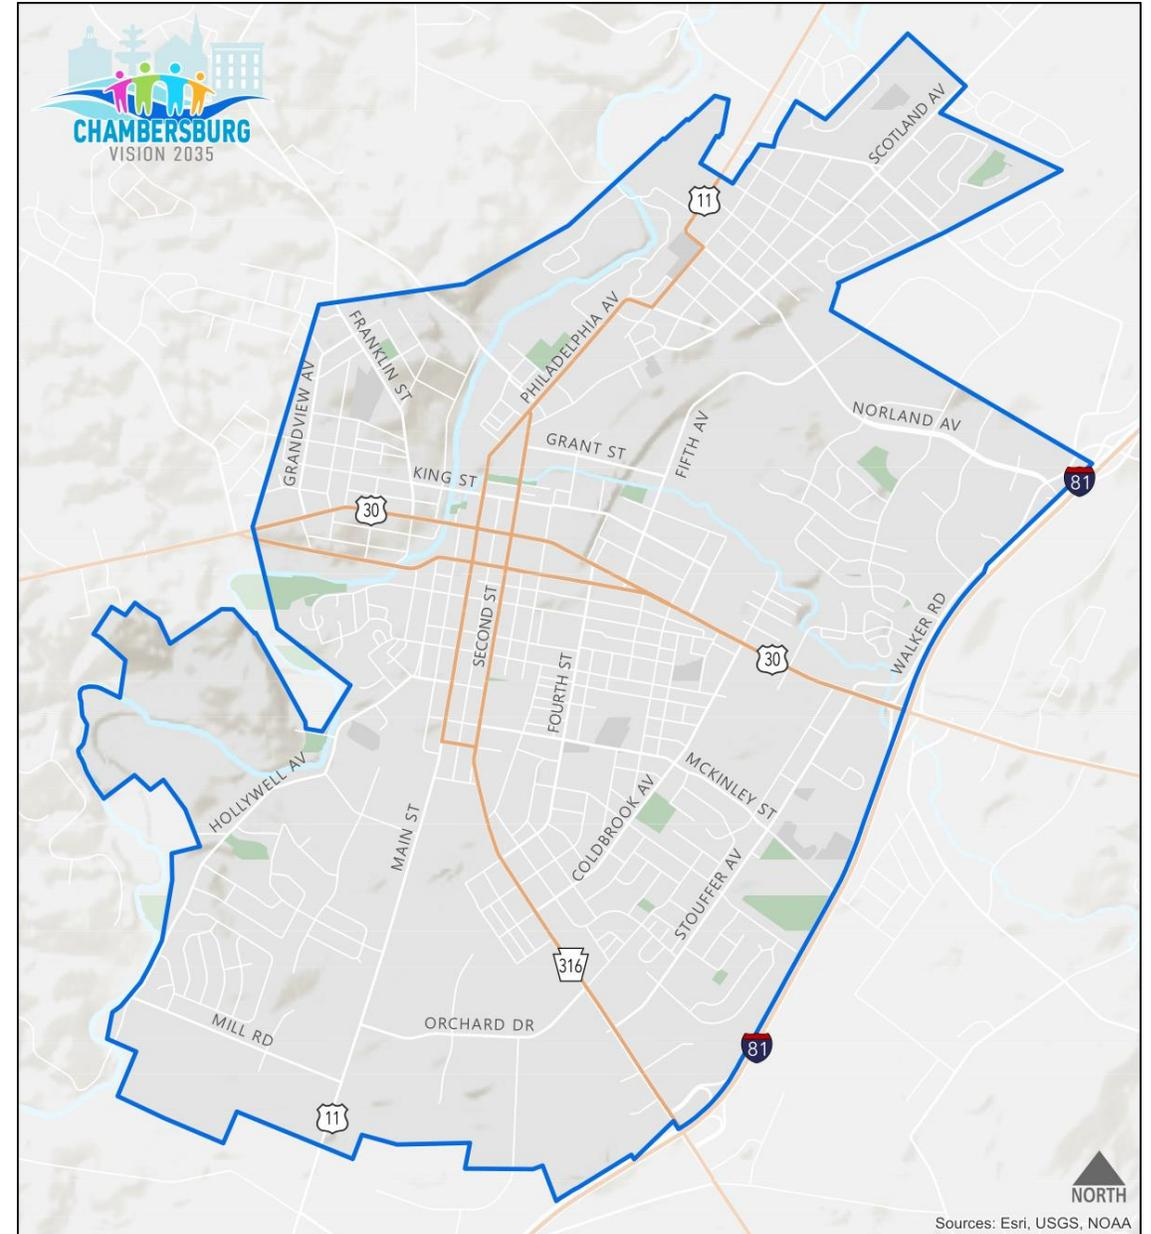 CHAMBERSBURG
VISION 2035
SCOTLAND AV
11
PHILADELPHIA AV
FRANKLIN ST
GRANDVIEW AV
NORLAND AV
FIFTH AV
GRANT ST
KING ST
81
30
SECOND ST
WALKER RD
30
FOURTH ST
HOLLYWELL AV
MCKINLEY ST
COLDBROOK AV
MAIN ST
STOUFFER AV
316
MILL RD
ORCHARD DR
81
11
NORTH
Sources: Esri, USGS, NOAA